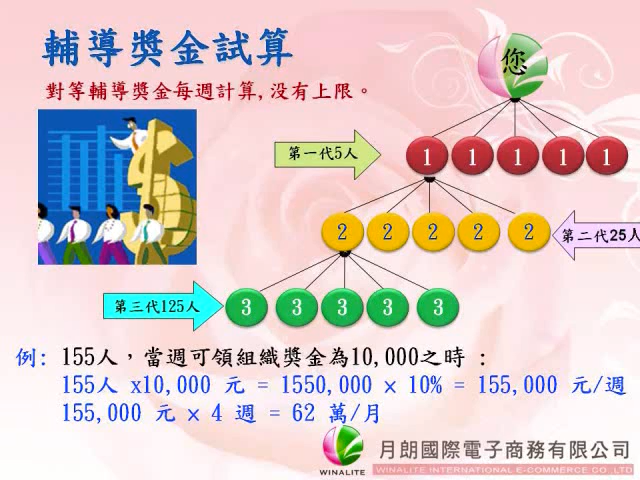 輔導獎金試算
對等輔導獎金每週計算,没有上限。
您
第一代5人
1 1 1 1 1
2 2 2 2 2
第二代25人
第三代125人
3 3 3 3 3
例: 155人，當週可領組織獎金為10,000之時 :
155人 x10,000 元 = 1550,000 × 10% = 155,000 元/週
155,000 元 × 4 週 = 62 萬/月
WINALITE
月朗國際電子商務有限公司
WINALITE INTERNATIONAL E-COMMERCE CO., LTD